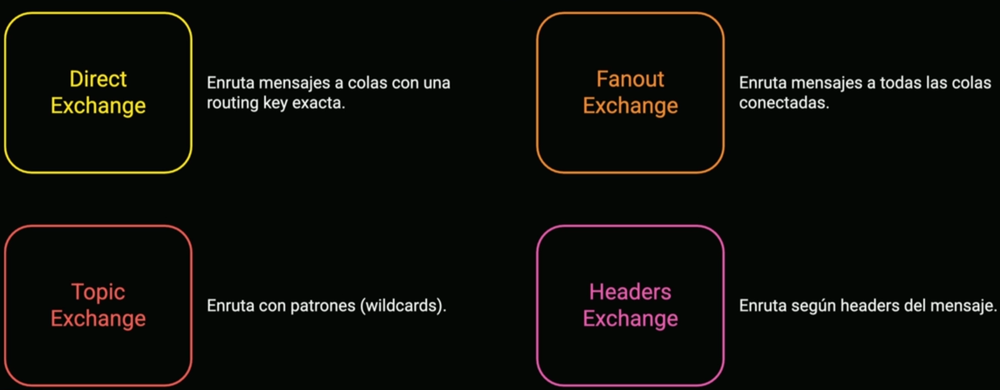 Direct
Exchange
Enruta mensajes a colas con una
routing key exacta.
Fanout
Exchange
Enruta mensajes a todas las colas
conectadas.
Topic
Exchange
Enruta con patrones (wildcards).
Headers
Exchange
Enruta según headers del mensaje.